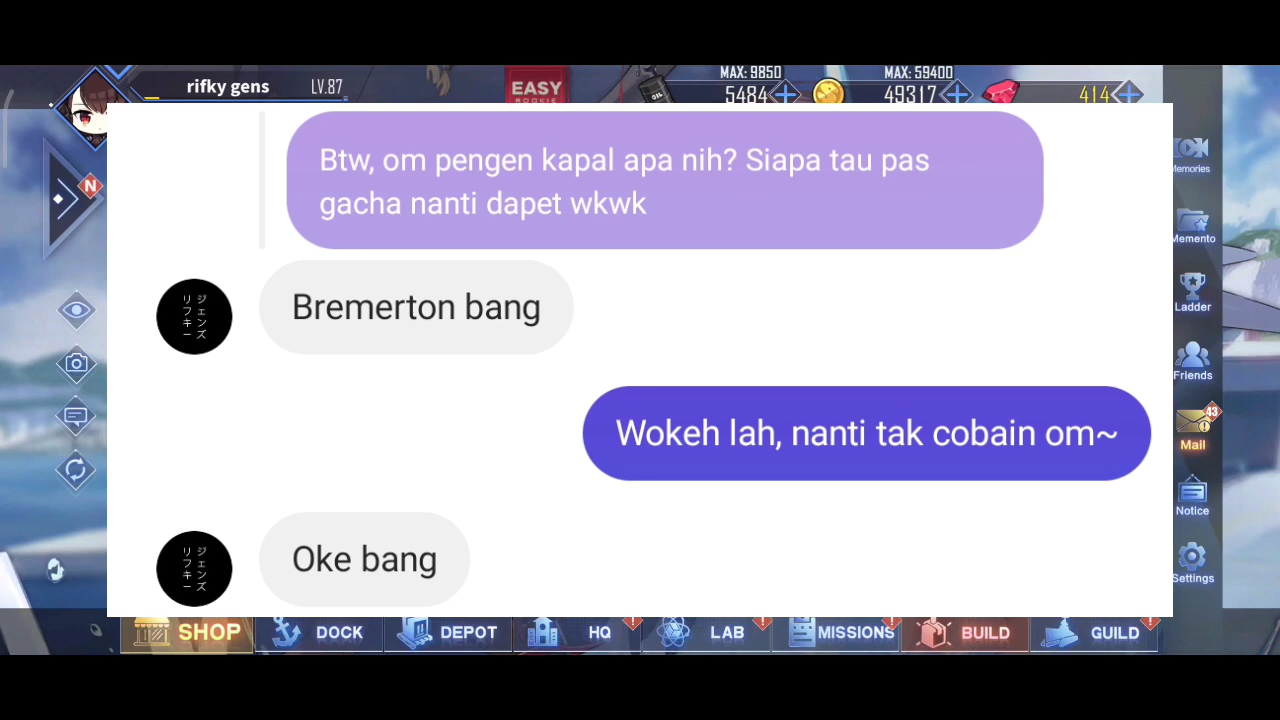 rifky gens LV.87
EASY
ROOKIE
OIL
MAX: 9850
5484
MAX: 59400
49317
414
N
Btw, om pengen kapal apa nih? Siapa tau pas
gacha nanti dapet wkwk
リフキー
ジェンズ
Bremerton bang
Wokeh lah, nanti tak cobain om~
リフキー
ジェンズ
Oke bang
Memories
Memento
Ladder
Friends
43
Mail
Notice
Settings
SHOP
DOCK
DEPOT
HQ
LAB
MISSIONS
BUILD
GUILD